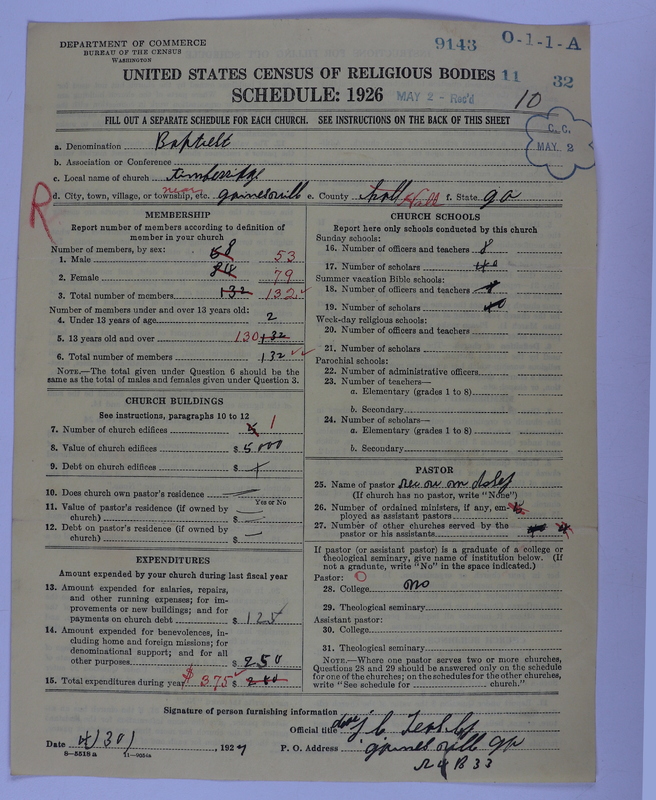 DEPARTMENT OF COMMERCE
BUREAU OF THE CENSUS
WASHINGTON
9143 O-1-1-A
UNITED STATES CENSUS OF RELIGIOUS BODIES 11 32
SCHEDULE: 1926 MAY 2 - Rec'd 10
FILL OUT A SEPARATE SCHEDULE FOR EACH CHURCH. SEE INSTRUCTIONS ON THE BACK OF THIS SHEET
MAY 2
a. Denomination Baptist
b. Association or Conference
c. Local name of church Timberridge
R d. City, town, village, or township, etc. near gainesvill e. County Hall f. State ga
MEMBERSHIP
Report number of members according to definition of
member in your church
Number of members, by sex:
1. Male 53
2. Female 84 79
3. Total number of members 132 132
Number of members under and over 13 years old:
4. Under 13 years of age 2
5. 13 years old and over 130 132
6. Total number of members 132
NOTE.—The total given under Question 6 should be
same as the total of males and females given under Question 3.
CHURCH BUILDINGS
See instructions, paragraphs 10 to 12
7. Number of church edifices 1
8. Value of church edifices $ 5000
9. Debt on church edifices $
10. Does church own pastor's residence
Yes or No
11. Value of pastor's residence (if owned by
church) $
12. Debt on pastor's residence (if owned by
church) $
EXPENDITURES
Amount expended by your church during last fiscal year
13. Amount expended for salaries, repairs,
and other running expenses; for im-
provements or new buildings; and for
payments on church debt $ 125
14. Amount expended for benevolences, in-
cluding home and foreign missions; for
denominational support; and for all
other purposes $ 250
15. Total expenditures during year $375 $
CHURCH SCHOOLS
Report here only schools conducted by this church
Sunday schools:
16. Number of officers and teachers 8
17. Number of scholars 40
Summer vacation Bible schools:
18. Number of officers and teachers
19. Number of scholars
Week-day religious schools:
20. Number of officers and teachers
21. Number of scholars
Parochial schools:
22. Number of administrative officers
23. Number of teachers—
a. Elementary (grades 1 to 8)
b. Secondary
24. Number of scholars—
a. Elementary (grades 1 to 8)
b. Secondary
PASTOR
25. Name of pastor
(If church has no pastor, write "None")
26. Number of ordained ministers, if any, em-
ployed as assistant pastors
27. Number of other churches served by the
pastor or his assistants
If pastor (or assistant pastor) is a graduate of a college or
theological seminary, give name of institution below. (If
not a graduate, write "No" in the space indicated.)
Pastor: O
28. College no
29. Theological seminary
Assistant pastor:
30. College
31. Theological seminary
NOTE.—Where one pastor serves two or more churches,
Questions 28 and 29 should be answered only on the schedule
for one of the churches; on the schedules for the other churches,
write "See schedule for church."
Signature of person furnishing information
Official title
Date 4/30/, 1927 P. O. Address gainesville ga
8-5518 a R 4 B 33